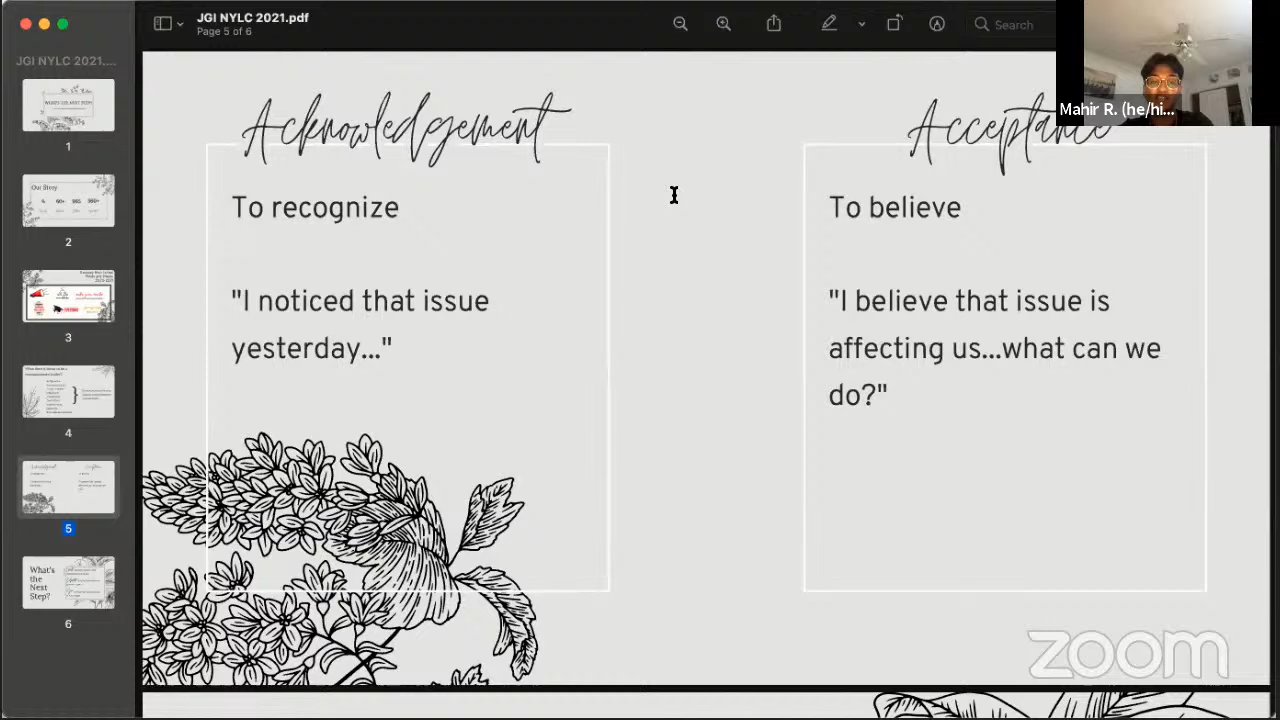 JGI NYLC 2021.pdf
Page 5 of 6
Search
JGI NYLC 2021....
1
Our Story
2
3
4
5
What's
the
Next
Step?
6
Acknowledgement
To recognize
"I noticed that issue
yesterday..."
Acceptance
To believe
"I believe that issue is
affecting us...what can we
do?"
Mahir R. (he/hi...
zoom